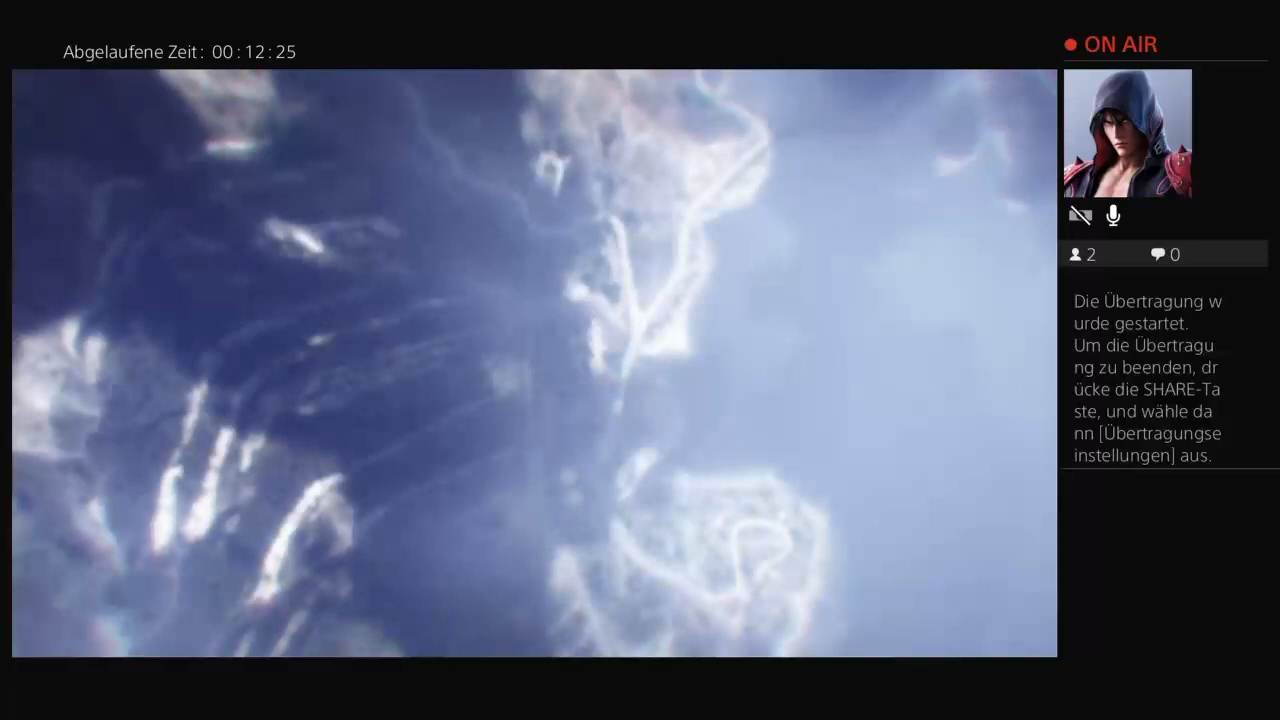 Abgelaufene Zeit: 00:12:25
ON AIR
2
0
Die Übertragung w
urde gestartet.
Um die Übertragu
ng zu beenden, dr
ücke die SHARE-Ta
ste, und wähle da
nn [Übertragungse
instellungen] aus.